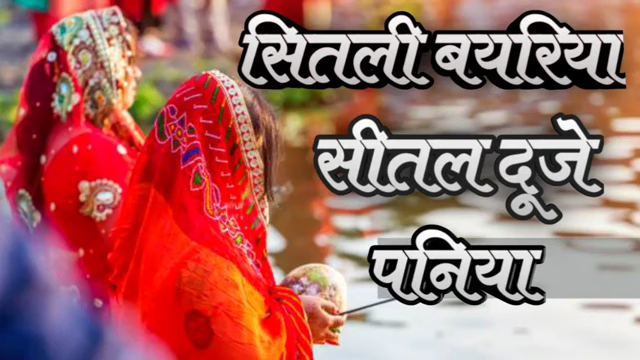 सितली बयरिया
सीतल दूजे
पनिया